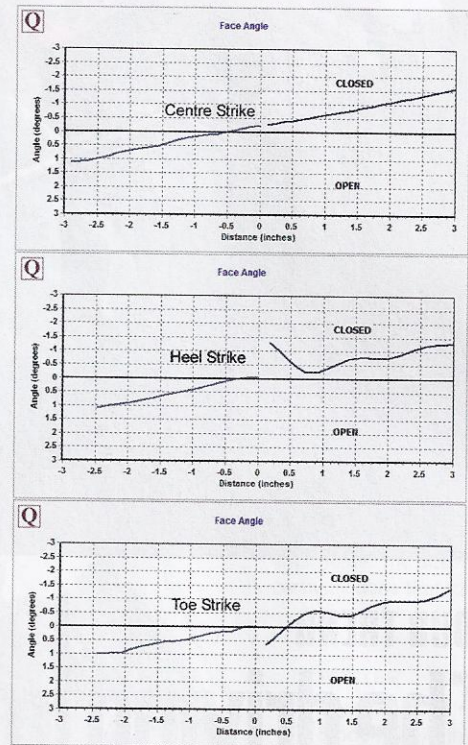 Q
Face Angle
-3
-2.5
-2
-1.5
-1
-0.5
0
0.5
1
1.5
2
2.5
3
Angle (degrees)
CLOSED
Centre Strike
OPEN
-3 -2.5 -2 -1.5 -1 -0.5 0 0.5 1 1.5 2 2.5 3
Distance (inches)
Q
Face Angle
-3
-2.5
-2
-1.5
-1
-0.5
0
0.5
1
1.5
2
2.5
3
Angle (degrees)
CLOSED
Heel Strike
OPEN
-3 -2.5 -2 -1.5 -1 -0.5 0 0.5 1 1.5 2 2.5 3
Distance (inches)
Q
Face Angle
-3
-2.5
-2
-1.5
-1
-0.5
0
0.5
1
1.5
2
2.5
3
Angle (degrees)
CLOSED
Toe Strike
OPEN
-3 -2.5 -2 -1.5 -1 -0.5 0 0.5 1 1.5 2 2.5 3
Distance (inches)